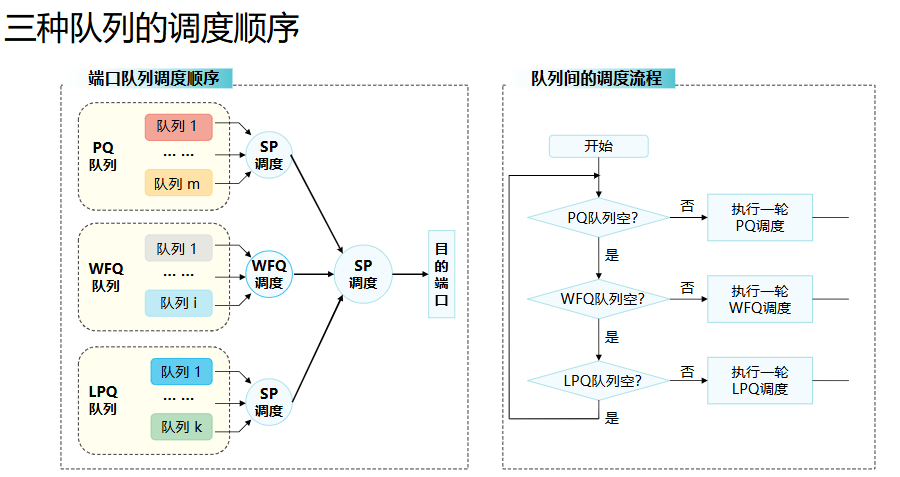 三种队列的调度顺序
端口队列调度顺序
PQ
队列
队列 1
... ...
队列 m
SP
调度
WFQ
队列
队列 1
... ...
队列 i
WFQ
调度
SP
调度
目
的
端
口
LPQ
队列
队列 1
... ...
队列 k
SP
调度
队列间的调度流程
开始
PQ队列空?
否
执行一轮
PQ调度
是
WFQ队列空?
否
执行一轮
WFQ调度
是
LPQ队列空?
否
执行一轮
LPQ调度
是